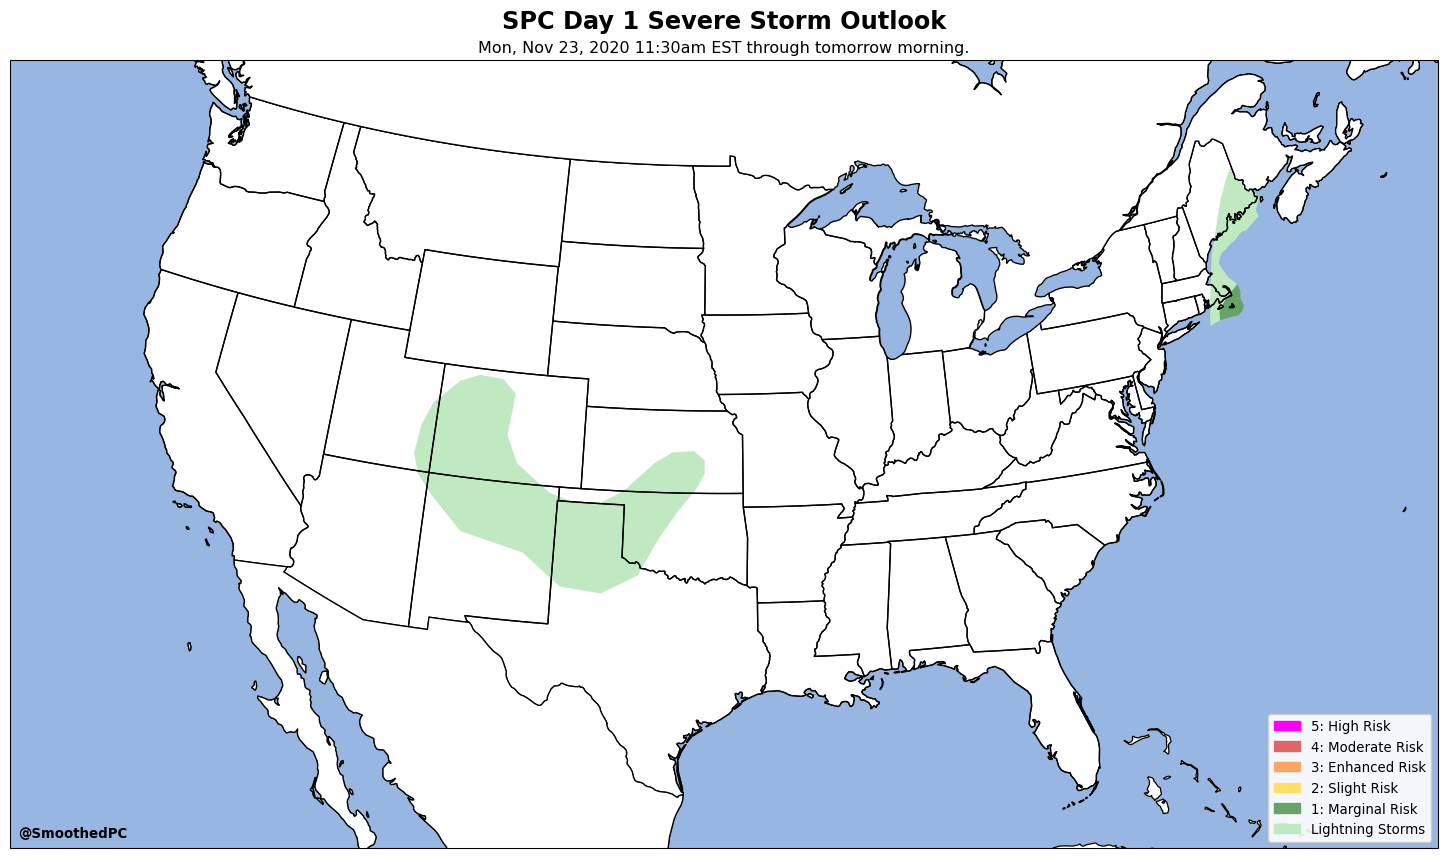 SPC Day 1 Severe Storm Outlook
Mon, Nov 23, 2020 11:30am EST through tomorrow morning.
5: High Risk
4: Moderate Risk
3: Enhanced Risk
2: Slight Risk
1: Marginal Risk
Lightning Storms
@SmoothedPC